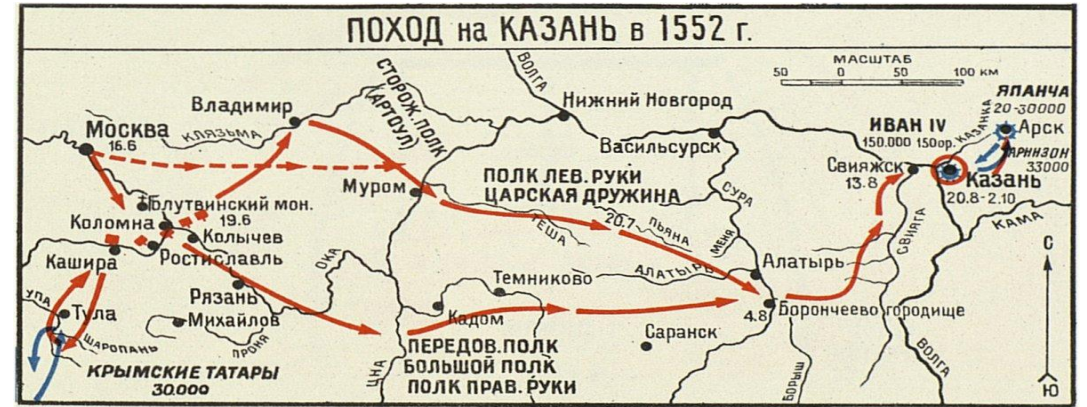 ПОХОД на КАЗАНЬ в 1552 г.
МАСШТАБ
50 0 50 100 КМ
ЯПАНЧА
20-30000
Арск
КАЗАНКА
ИВАН IV
150.000 150ор.
АРНИЗОН
33000
Свияжск
13.8
Казань
20.8-2.10
КАМА
СВИЯГА
ВОЛГА
ВОЛГА
Нижний Новгород
Васильсурск
СТОРОЖ. ПОЛК
(АРТОУЛ)
Владимир
КЛЯЗЬМА
Москва
16.6
Муром
ПОЛК ЛЕВ. РУКИ
ЦАРСКАЯ ДРУЖИНА
СУРА
20.7
ПЬЯНА
ТЕША
МЕНЯ
АЛАТЫРЬ
Алатырь
Блутвинский мон.
19.6
Коломна
Колычев
Ростиславль
Кашира
ОКА
Рязань
Темниково
Кадом
4.8
Борончеево городище
Саранск
УПА
Тула
Михайлов
ШАРОПАНЬ
ПРОНЯ
ЦНА
ПЕРЕДОВ. ПОЛК
БОЛЬШОЙ ПОЛК
ПОЛК ПРАВ. РУКИ
КРЫМСКИЕ ТАТАРЫ
30.000
БОРЫШ
С
Ю